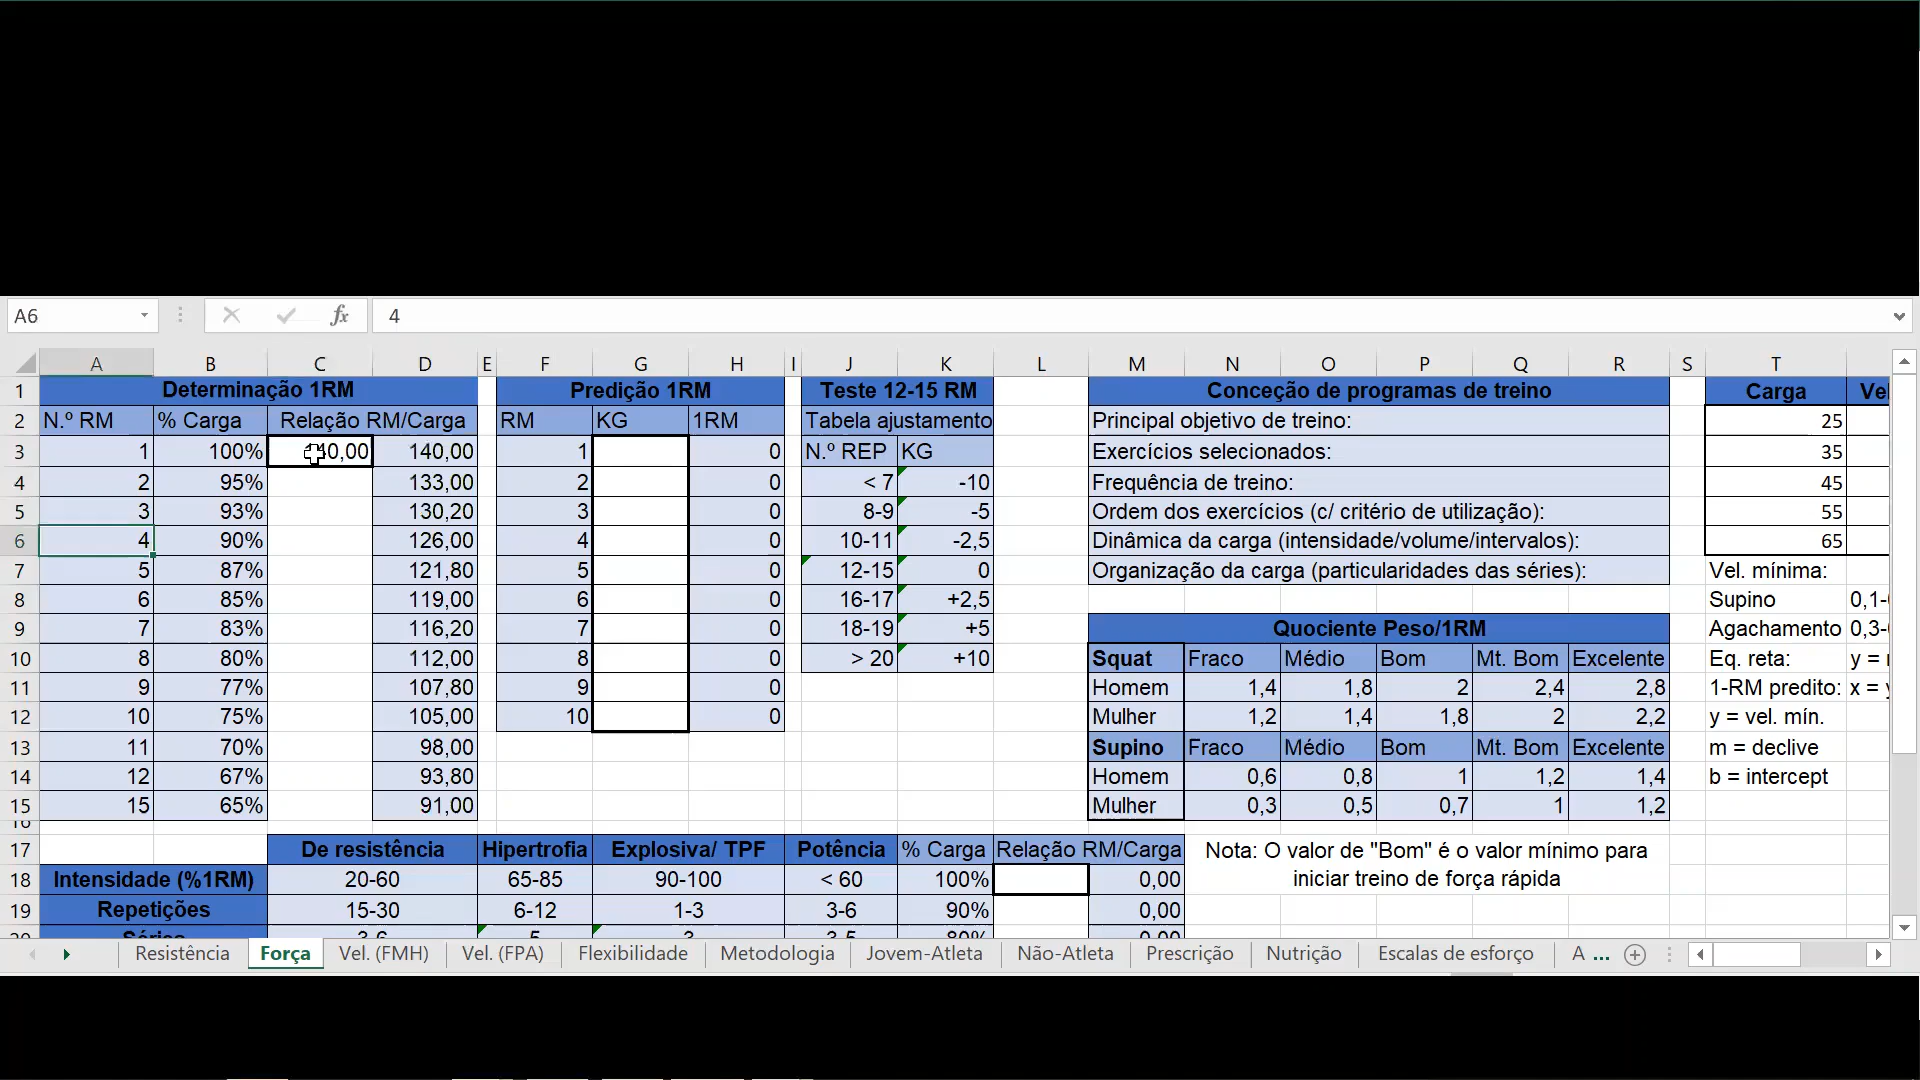 A6 fx 4
A B C D E F G H I J K L M N O P Q R S T
1 Determinação 1RM Predição 1RM Teste 12-15 RM Conceção de programas de treino Carga
2 N.º RM % Carga Relação RM/Carga RM KG 1RM Tabela ajustamento Principal objetivo de treino: 25
3 1 100% 140,00 1 0 N.º REP KG Exercícios selecionados: 35
4 2 95% 133,00 2 0 < 7 -10 Frequência de treino: 45
5 3 93% 130,20 3 0 8-9 -5 Ordem dos exercícios (c/ critério de utilização): 55
6 4 90% 126,00 4 0 10-11 -2,5 Dinâmica da carga (intensidade/volume/intervalos): 65
7 5 87% 121,80 5 0 12-15 0 Organização da carga (particularidades das séries): Vel. mínima:
8 6 85% 119,00 6 0 16-17 +2,5 Supino
9 7 83% 116,20 7 0 18-19 +5 Quociente Peso/1RM Agachamento
10 8 80% 112,00 8 0 > 20 +10 Squat Fraco Médio Bom Mt. Bom Excelente Eq. reta: y =
11 9 77% 107,80 9 0 Homem 1,4 1,8 2 2,4 2,8 1-RM predito: x =
12 10 75% 105,00 10 0 Mulher 1,2 1,4 1,8 2 2,2 y = vel. mín.
13 11 70% 98,00 Supino Fraco Médio Bom Mt. Bom Excelente m = declive
14 12 67% 93,80 Homem 0,6 0,8 1 1,2 1,4 b = intercept
15 15 65% 91,00 Mulher 0,3 0,5 0,7 1 1,2
17 De resistência Hipertrofia Explosiva/ TPF Potência % Carga Relação RM/Carga Nota: O valor de "Bom" é o valor mínimo para
18 Intensidade (%1RM) 20-60 65-85 90-100 < 60 100% 0,00 iniciar treino de força rápida
19 Repetições 15-30 6-12 1-3 3-6 90% 0,00
Resistência Força Vel. (FMH) Vel. (FPA) Flexibilidade Metodologia Jovem-Atleta Não-Atleta Prescrição Nutrição Escalas de esforço A ...